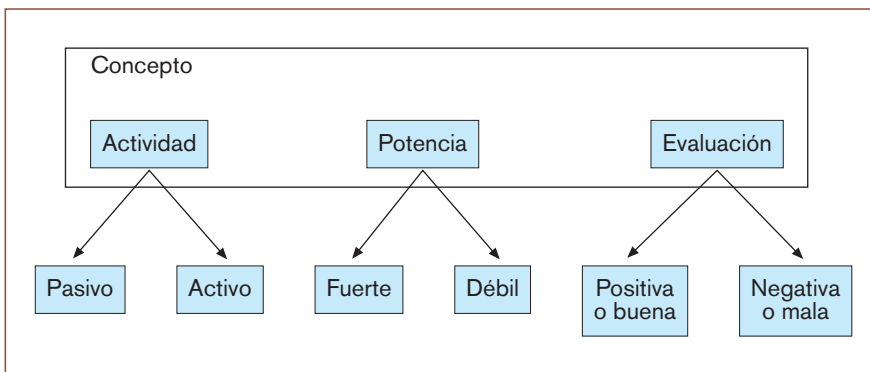 Concepto
Actividad
Potencia
Evaluación
Pasivo
Activo
Fuerte
Débil
Positiva
o buena
Negativa
o mala